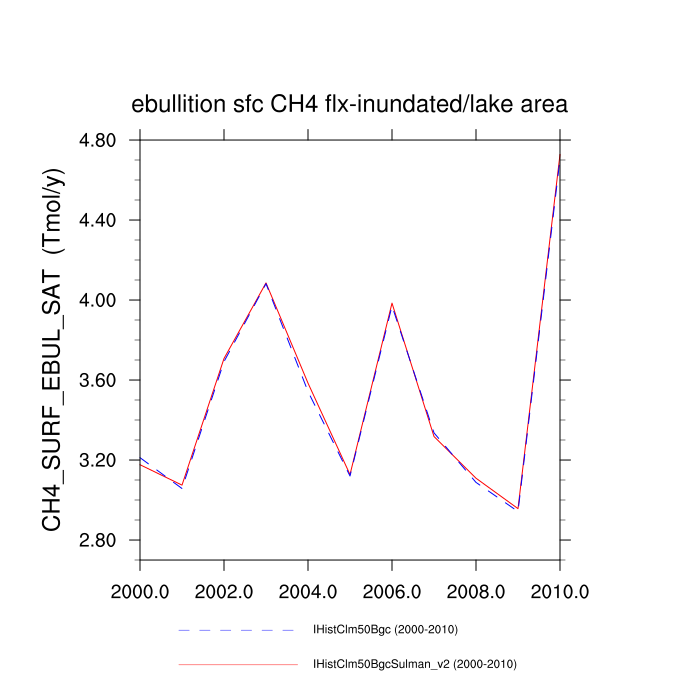 ebullition sfc CH4 flx-inundated/lake area
CH4_SURF_EBUL_SAT (Tmol/y)
4.80
4.40
4.00
3.60
3.20
2.80
2000.0 2002.0 2004.0 2006.0 2008.0 2010.0
IHistClm50Bgc (2000-2010)
IHistClm50BgcSulman_v2 (2000-2010)